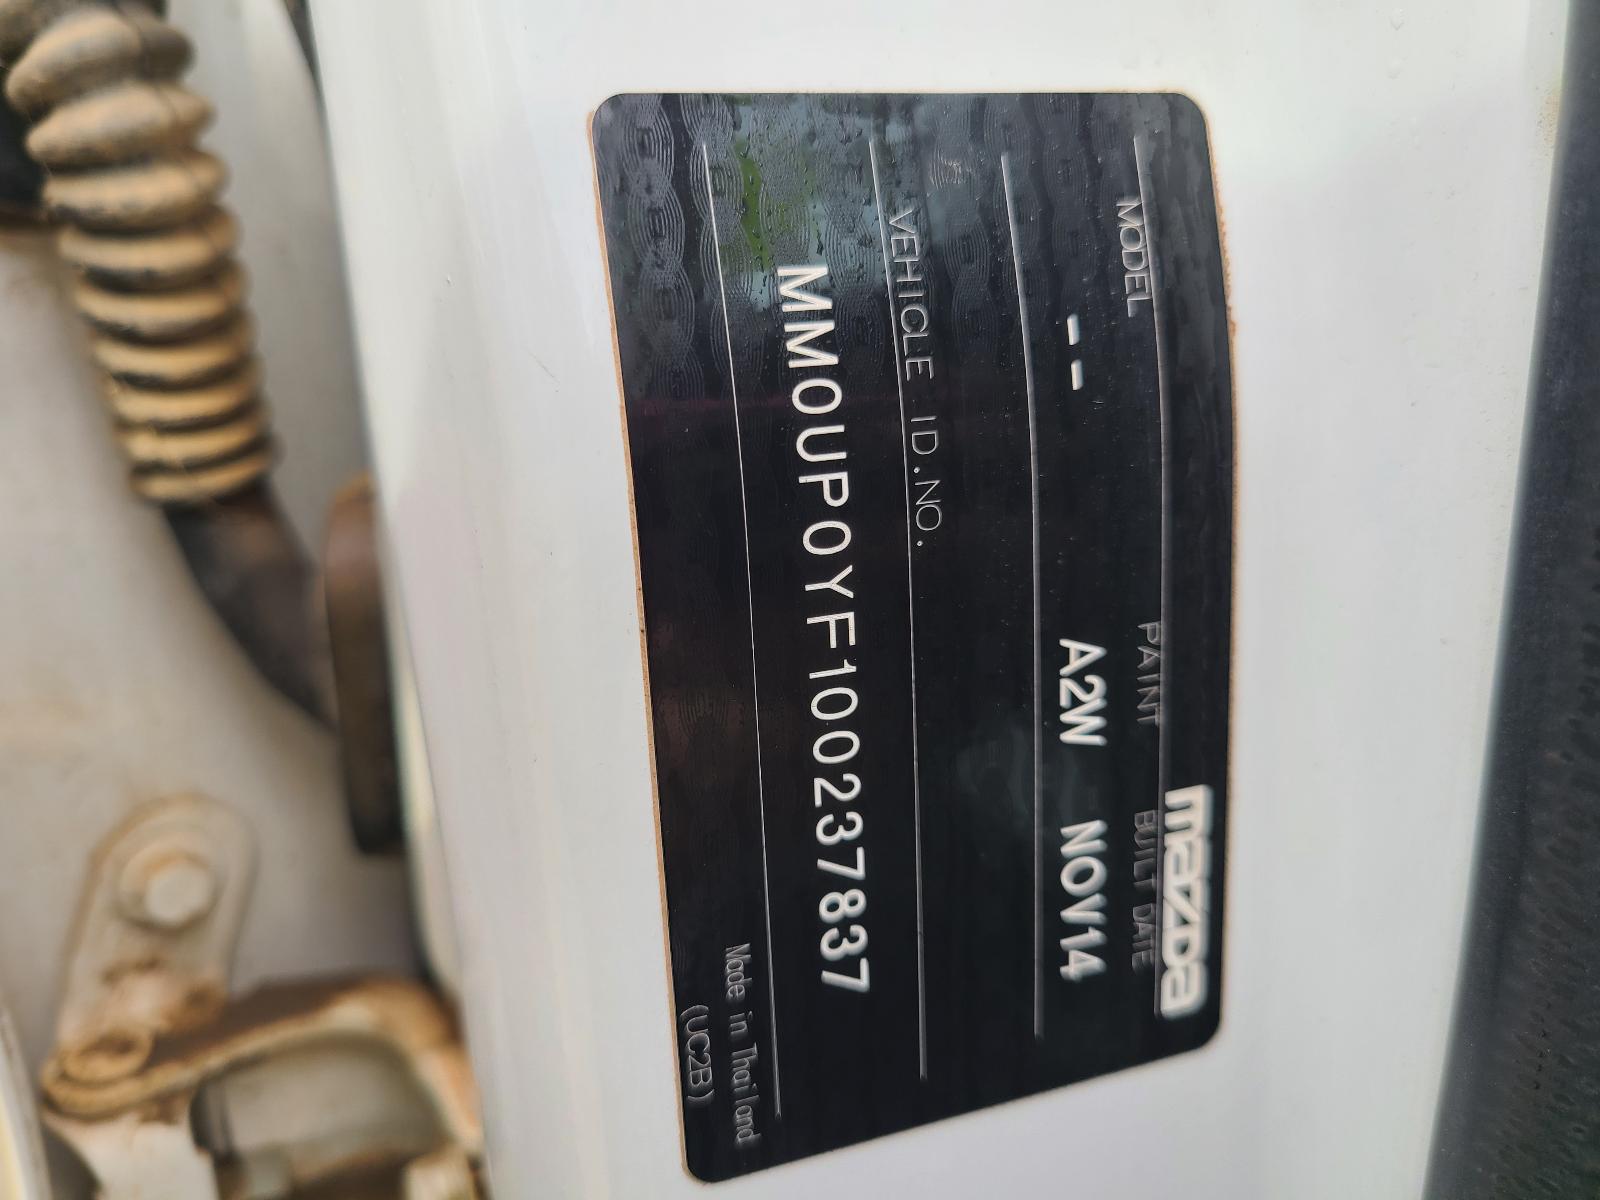 mazda
MODEL PAINT BUILT DATE
-- A2W NOV14
VEHICLE ID.NO.
MM0UP0YF100237837
Made in Thailand
(UC2B)